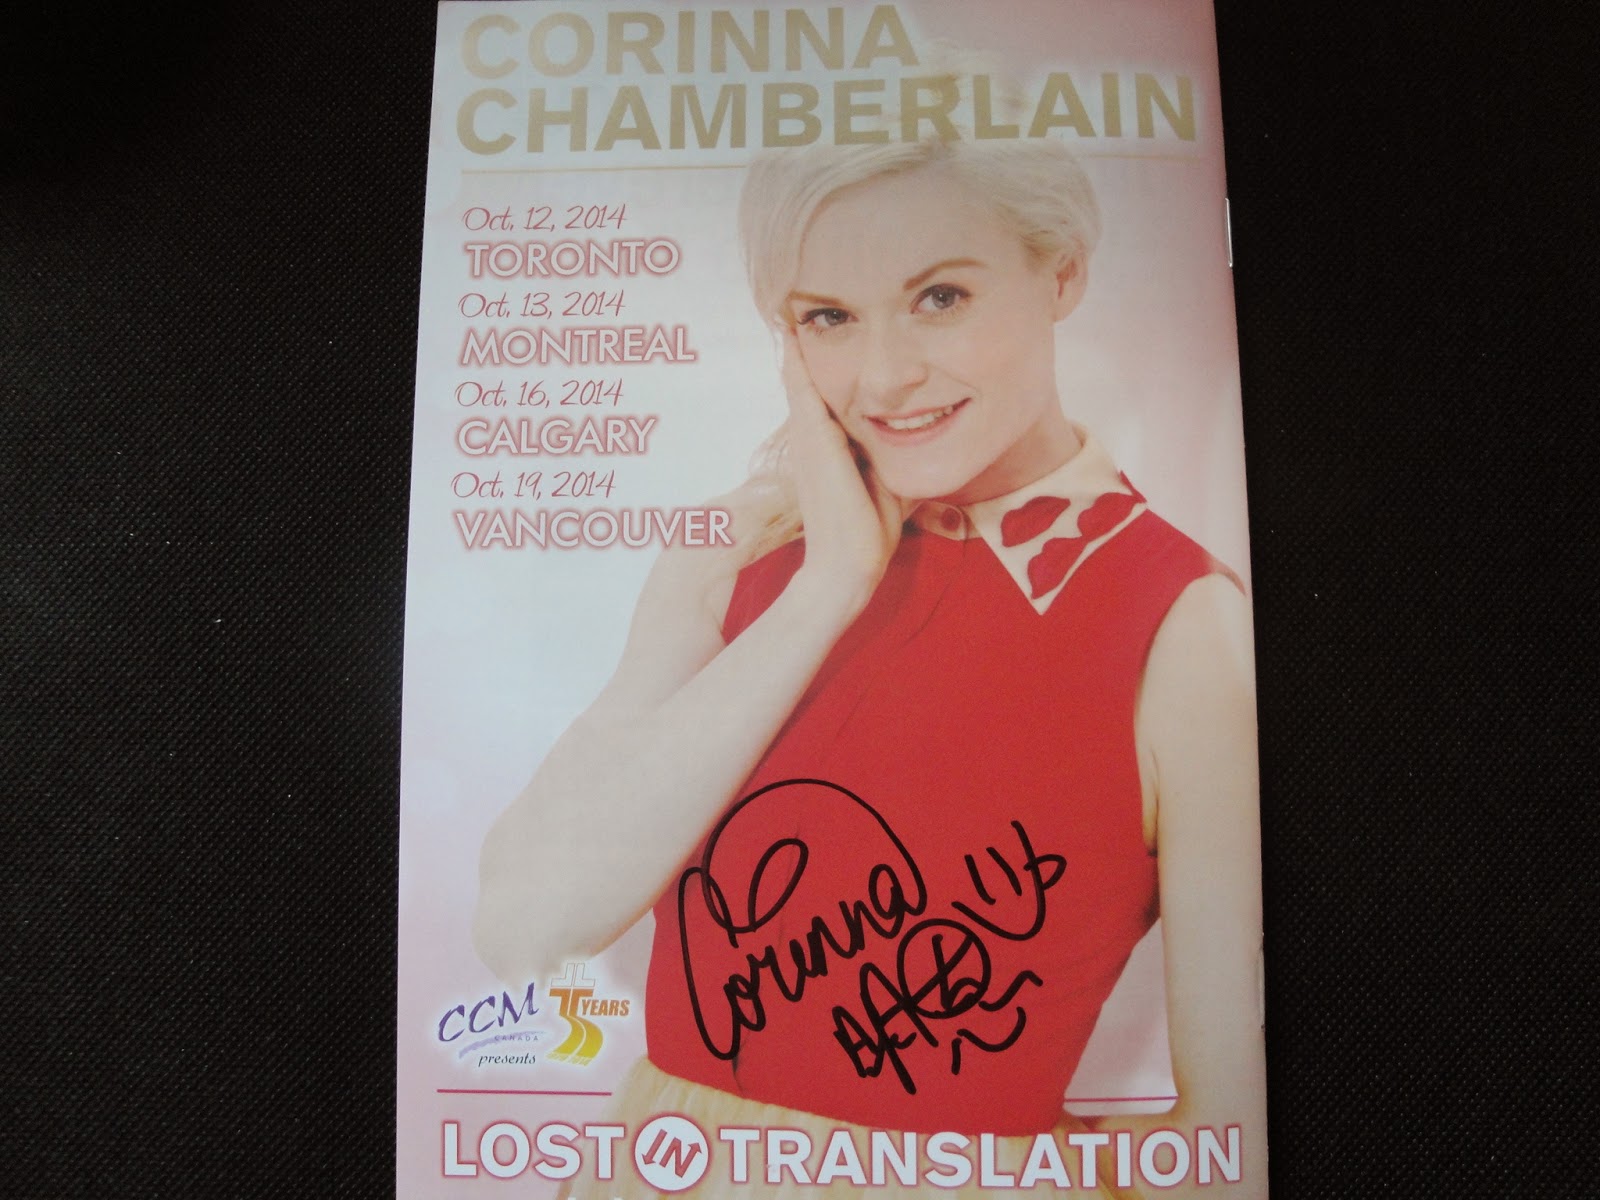 CORINNA
CHAMBERLAIN
Oct. 12, 2014
TORONTO
Oct. 13, 2014
MONTREAL
Oct. 16, 2014
CALGARY
Oct. 19, 2014
VANCOUVER
Corinna
CCM
CANADA
presents
35 YEARS
LOST IN TRANSLATION